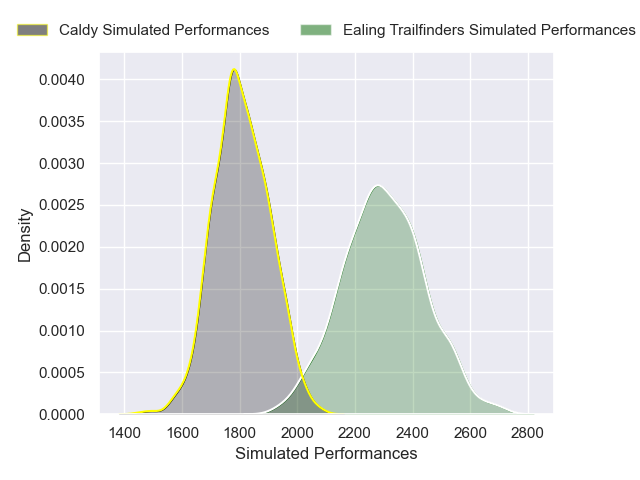 Caldy Simulated Performances
Ealing Trailfinders Simulated Performances
0.0040
0.0035
0.0030
0.0025
0.0020
0.0015
0.0010
0.0005
0.0000
Density
1400 1600 1800 2000 2200 2400 2600 2800
Simulated Performances